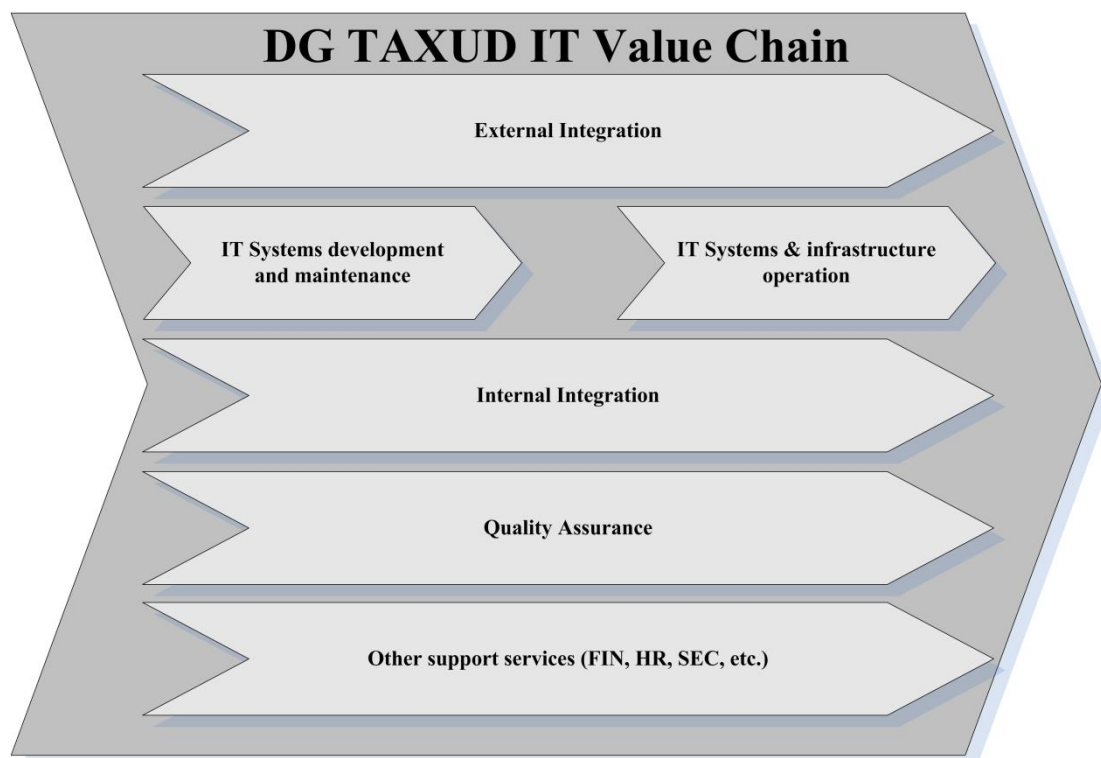 DG TAXUD IT Value Chain
External Integration
IT Systems development
and maintenance
IT Systems & infrastructure
operation
Internal Integration
Quality Assurance
Other support services (FIN, HR, SEC, etc.)